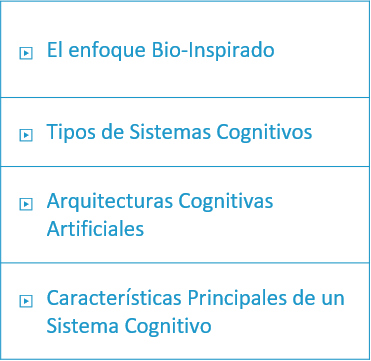 El enfoque Bio-Inspirado
Tipos de Sistemas Cognitivos
Arquitecturas Cognitivas
Artificiales
Características Principales de un
Sistema Cognitivo